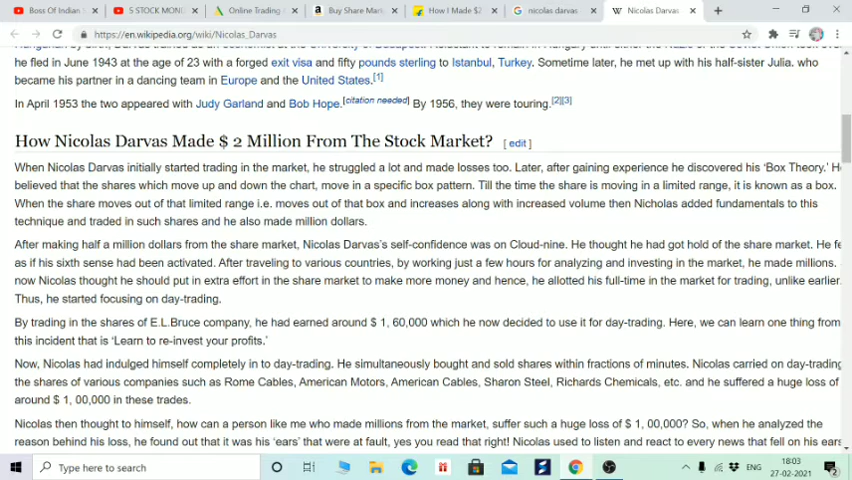 Boss Of Indian
5 STOCK MONE
Online Trading
Buy Share Mar
How I Made $2
nicolas darvas
Nicolas Darvas
https://en.wikipedia.org/wiki/Nicolas_Darvas
he fled in June 1943 at the age of 23 with a forged exit visa and fifty pounds sterling to Istanbul, Turkey. Sometime later, he met up with his half-sister Julia. who
became his partner in a dancing team in Europe and the United States.[1]
In April 1953 the two appeared with Judy Garland and Bob Hope.[citation needed] By 1956, they were touring.[2][3]
How Nicolas Darvas Made $ 2 Million From The Stock Market? [ edit ]
When Nicolas Darvas initially started trading in the market, he struggled a lot and made losses too. Later, after gaining experience he discovered his 'Box Theory.' H
believed that the shares which move up and down the chart, move in a specific box pattern. Till the time the share is moving in a limited range, it is known as a box.
When the share moves out of that limited range i.e. moves out of that box and increases along with increased volume then Nicholas added fundamentals to this
technique and traded in such shares and he also made million dollars.
After making half a million dollars from the share market, Nicolas Darvas's self-confidence was on Cloud-nine. He thought he had got hold of the share market. He fe
as if his sixth sense had been activated. After traveling to various countries, by working just a few hours for analyzing and investing in the market, he made millions.
now Nicolas thought he should put in extra effort in the share market to make more money and hence, he allotted his full-time in the market for trading, unlike earlier.
Thus, he started focusing on day-trading.
By trading in the shares of E.L.Bruce company, he had earned around $ 1, 60,000 which he now decided to use it for day-trading. Here, we can learn one thing from
this incident that is 'Learn to re-invest your profits.'
Now, Nicolas had indulged himself completely in to day-trading. He simultaneously bought and sold shares within fractions of minutes. Nicolas carried on day-trading
the shares of various companies such as Rome Cables, American Motors, American Cables, Sharon Steel, Richards Chemicals, etc. and he suffered a huge loss of
around $ 1, 00,000 in these trades.
Nicolas then thought to himself, how can a person like me who made millions from the market, suffer such a huge loss of $ 1, 00,000? So, when he analyzed the
reason behind his loss, he found out that it was his 'ears' that were at fault, yes you read that right! Nicolas used to listen and react to every news that fell on his ears
Type here to search
ENG
18:03
27-02-2021
2